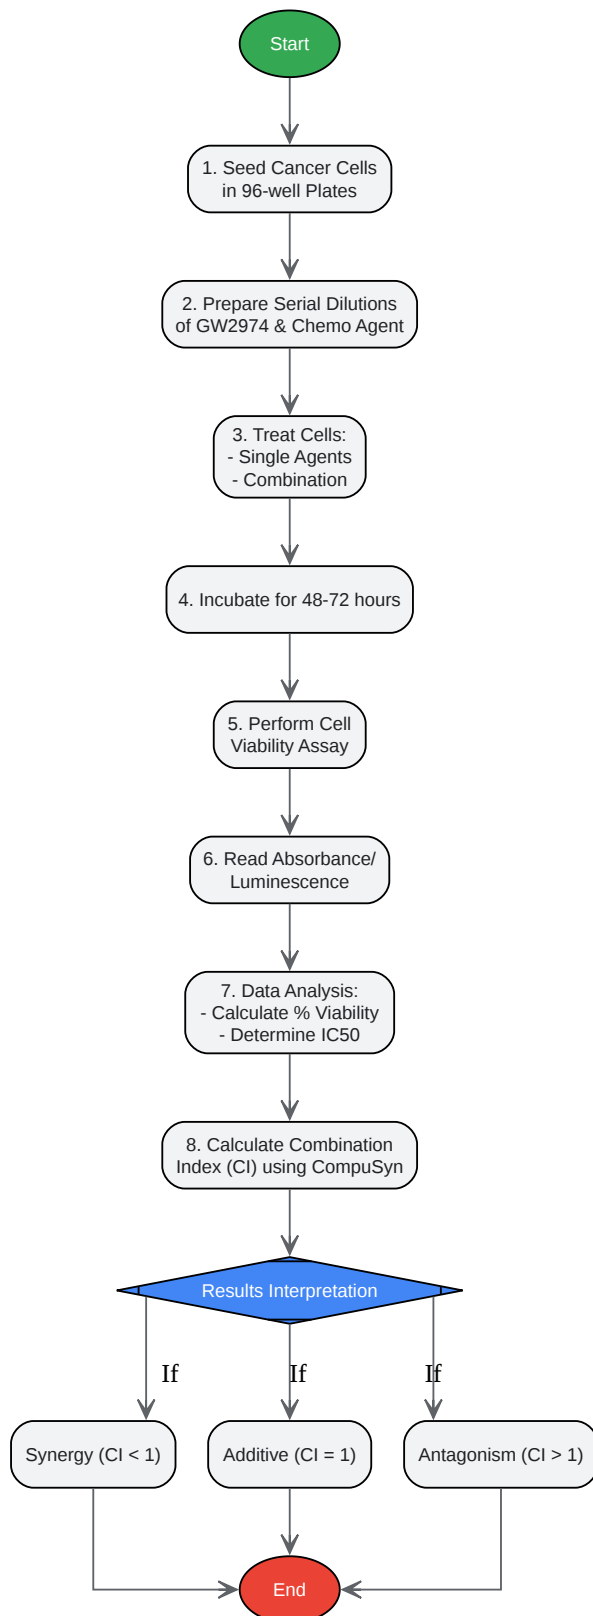 Start
1. Seed Cancer Cells
in 96-well Plates
2. Prepare Serial Dilutions
of GW2974 & Chemo Agent
3. Treat Cells:
- Single Agents
- Combination
4. Incubate for 48-72 hours
5. Perform Cell
Viability Assay
6. Read Absorbance/
Luminescence
7. Data Analysis:
- Calculate % Viability
- Determine IC50
8. Calculate Combination
Index (CI) using CompuSyn
Results Interpretation
If
If
If
Synergy (CI < 1)
Additive (CI = 1)
Antagonism (CI > 1)
End